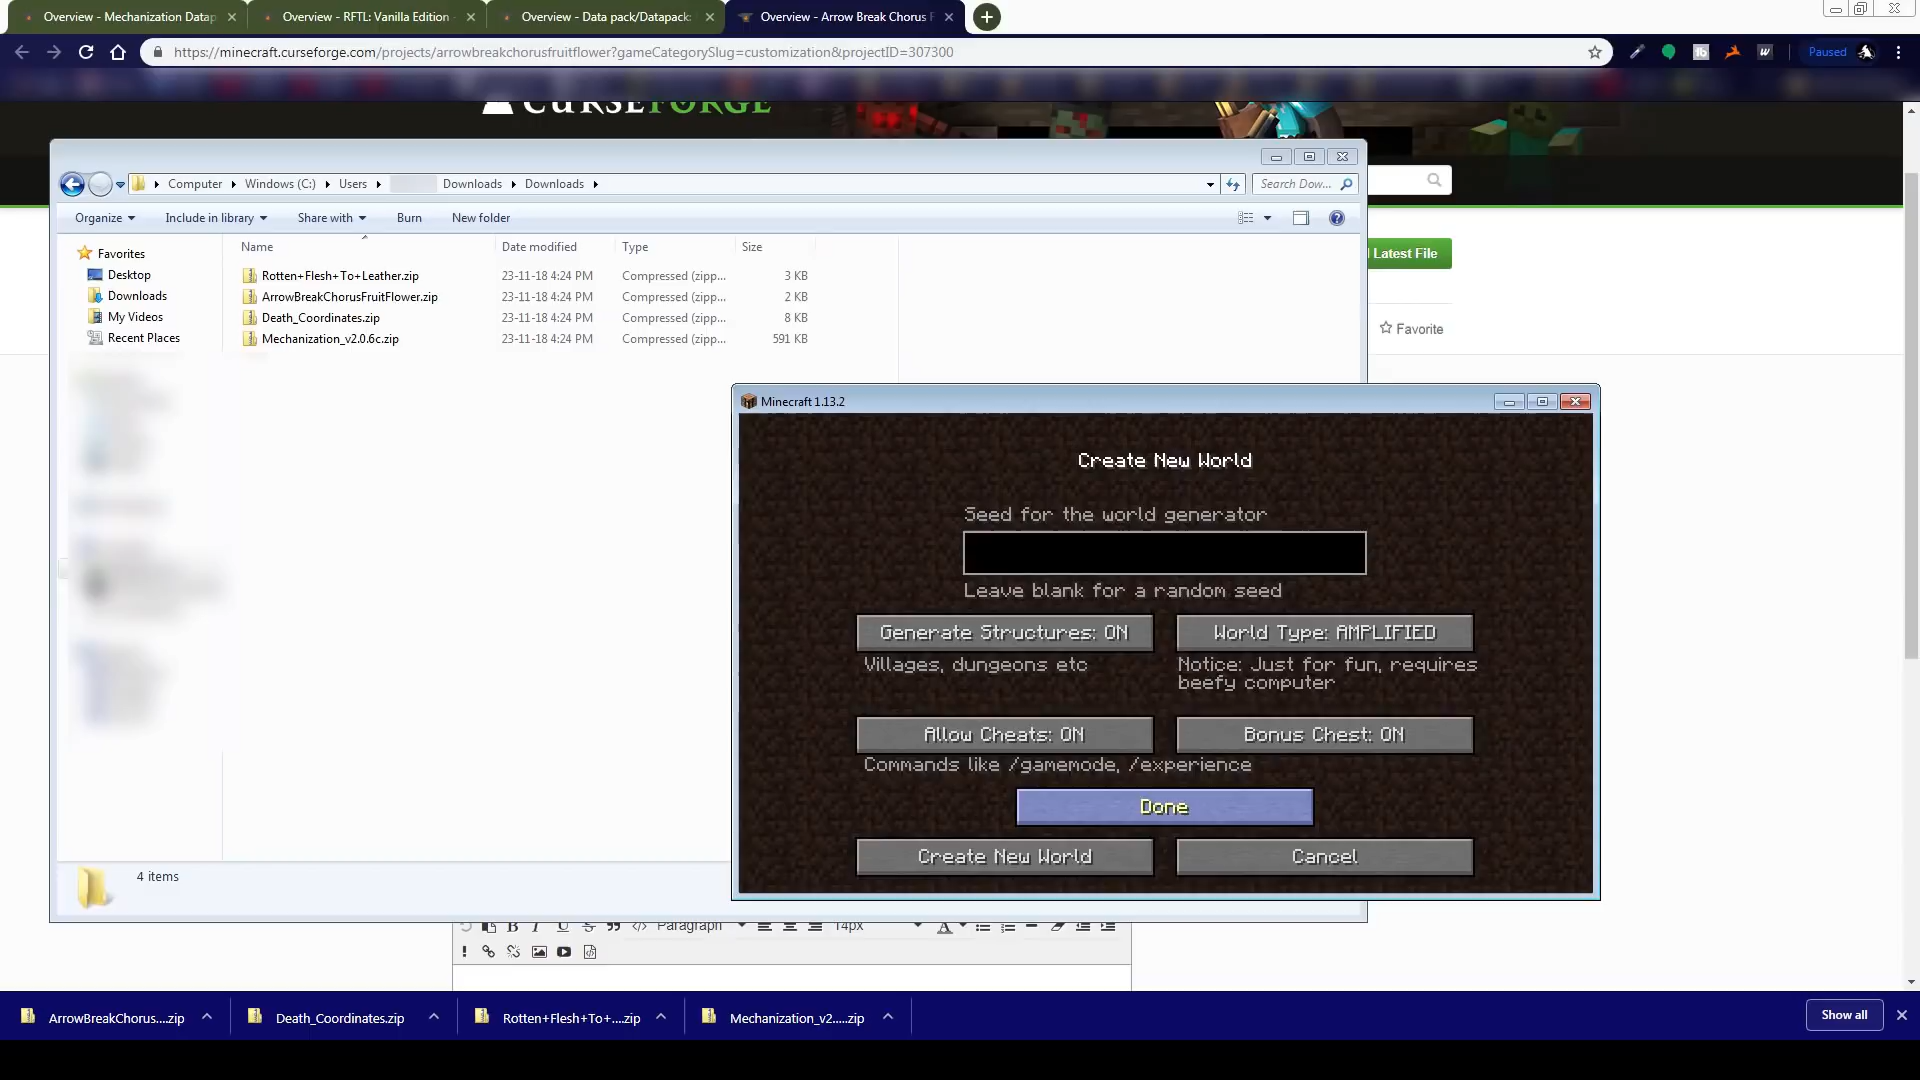 Overview - Mechanization Datap
Overview - RFTL: Vanilla Edition -
Overview - Data pack/Datapack:
Overview - Arrow Break Chorus F
https://minecraft.curseforge.com/projects/arrowbreakchorusfruitflower?gameCategorySlug=customization&projectID=307300
Paused
CURSEFORGE
Computer
Windows (C:)
Users
Downloads
Downloads
Search Dow...
Organize
Include in library
Share with
Burn
New folder
Latest File
Favorite
Name
Date modified
Type
Size
Favorites
Desktop
Downloads
My Videos
Recent Places
Rotten+Flesh+To+Leather.zip 23-11-18 4:24 PM Compressed (zipp... 3 KB
ArrowBreakChorusFruitFlower.zip 23-11-18 4:24 PM Compressed (zipp... 2 KB
Death_Coordinates.zip 23-11-18 4:24 PM Compressed (zipp... 8 KB
Mechanization_v2.0.6c.zip 23-11-18 4:24 PM Compressed (zipp... 591 KB
Minecraft 1.13.2
Create New World
Seed for the world generator
Leave blank for a random seed
Generate Structures: ON
World Type: AMPLIFIED
Villages, dungeons etc
Notice: Just for fun, requires
beefy computer
Allow Cheats: ON
Bonus Chest: ON
Commands like /gamemode, /experience
Done
Create New World
Cancel
4 items
Paragraph
14px
ArrowBreakChorus....zip
Death_Coordinates.zip
Rotten+Flesh+To+....zip
Mechanization_v2.....zip
Show all